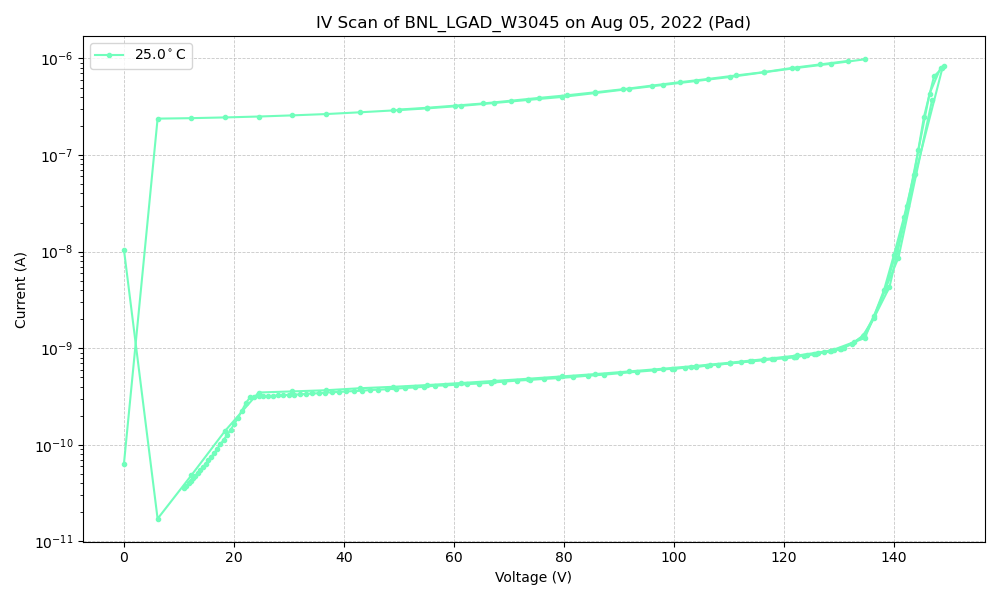 IV Scan of BNL_LGAD_W3045 on Aug 05, 2022 (Pad)
25.0°C
Current (A)
10⁻⁶
10⁻⁷
10⁻⁸
10⁻⁹
10⁻¹⁰
10⁻¹¹
0 20 40 60 80 100 120 140
Voltage (V)